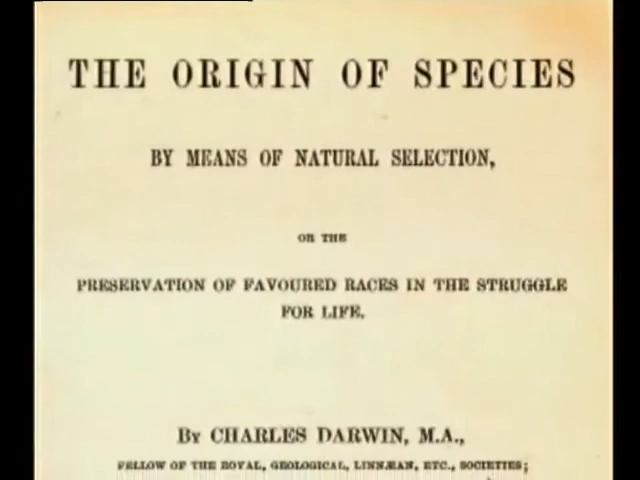 THE ORIGIN OF SPECIES
BY MEANS OF NATURAL SELECTION,
OR THE
PRESERVATION OF FAVOURED RACES IN THE STRUGGLE
FOR LIFE.
BY CHARLES DARWIN, M.A.,
FELLOW OF THE ROYAL, GEOLOGICAL, LINNÆAN, ETC., SOCIETIES;